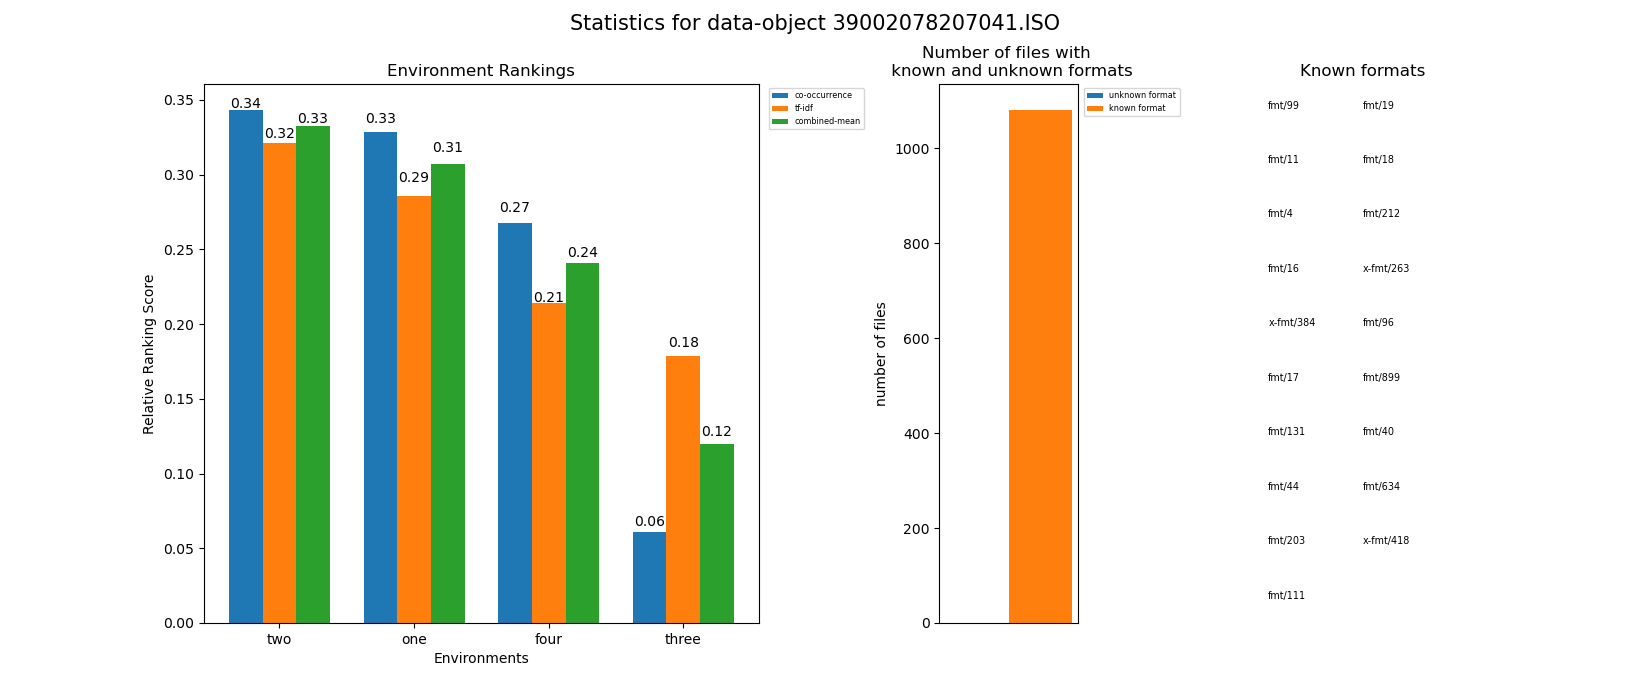 Statistics for data-object 39002078207041.ISO
Environment Rankings
0.35
0.30
0.25
0.20
0.15
0.10
0.05
0.00
Relative Ranking Score
0.34
0.32
0.33
0.33
0.29
0.31
0.27
0.21
0.24
0.06
0.18
0.12
two
one
four
three
Environments
co-occurrence
tf-idf
combined-mean
Number of files with
known and unknown formats
1000
800
600
400
200
0
number of files
unknown format
known format
Known formats
fmt/99 fmt/19
fmt/11 fmt/18
fmt/4 fmt/212
fmt/16 x-fmt/263
x-fmt/384 fmt/96
fmt/17 fmt/899
fmt/131 fmt/40
fmt/44 fmt/634
fmt/203 x-fmt/418
fmt/111